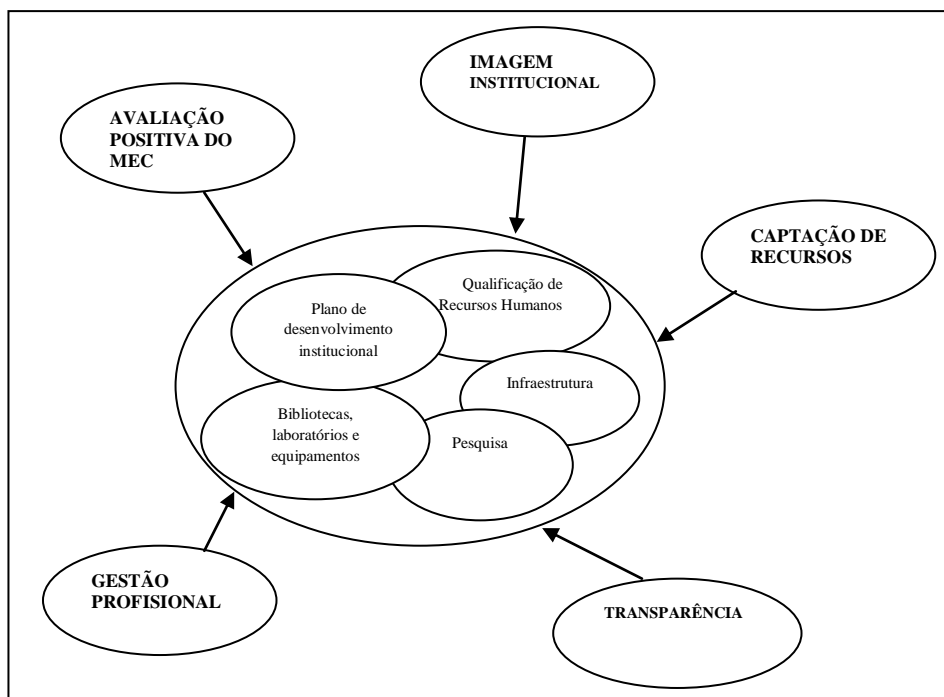 IMAGEM
INSTITUCIONAL
AVALIAÇÃO
POSITIVA DO
MEC
CAPTAÇÃO DE
RECURSOS
Qualificação de
Recursos Humanos
Plano de
desenvolvimento
institucional
Infraestrutura
Bibliotecas,
laboratórios e
equipamentos
Pesquisa
GESTÃO
PROFISIONAL
TRANSPARÊNCIA